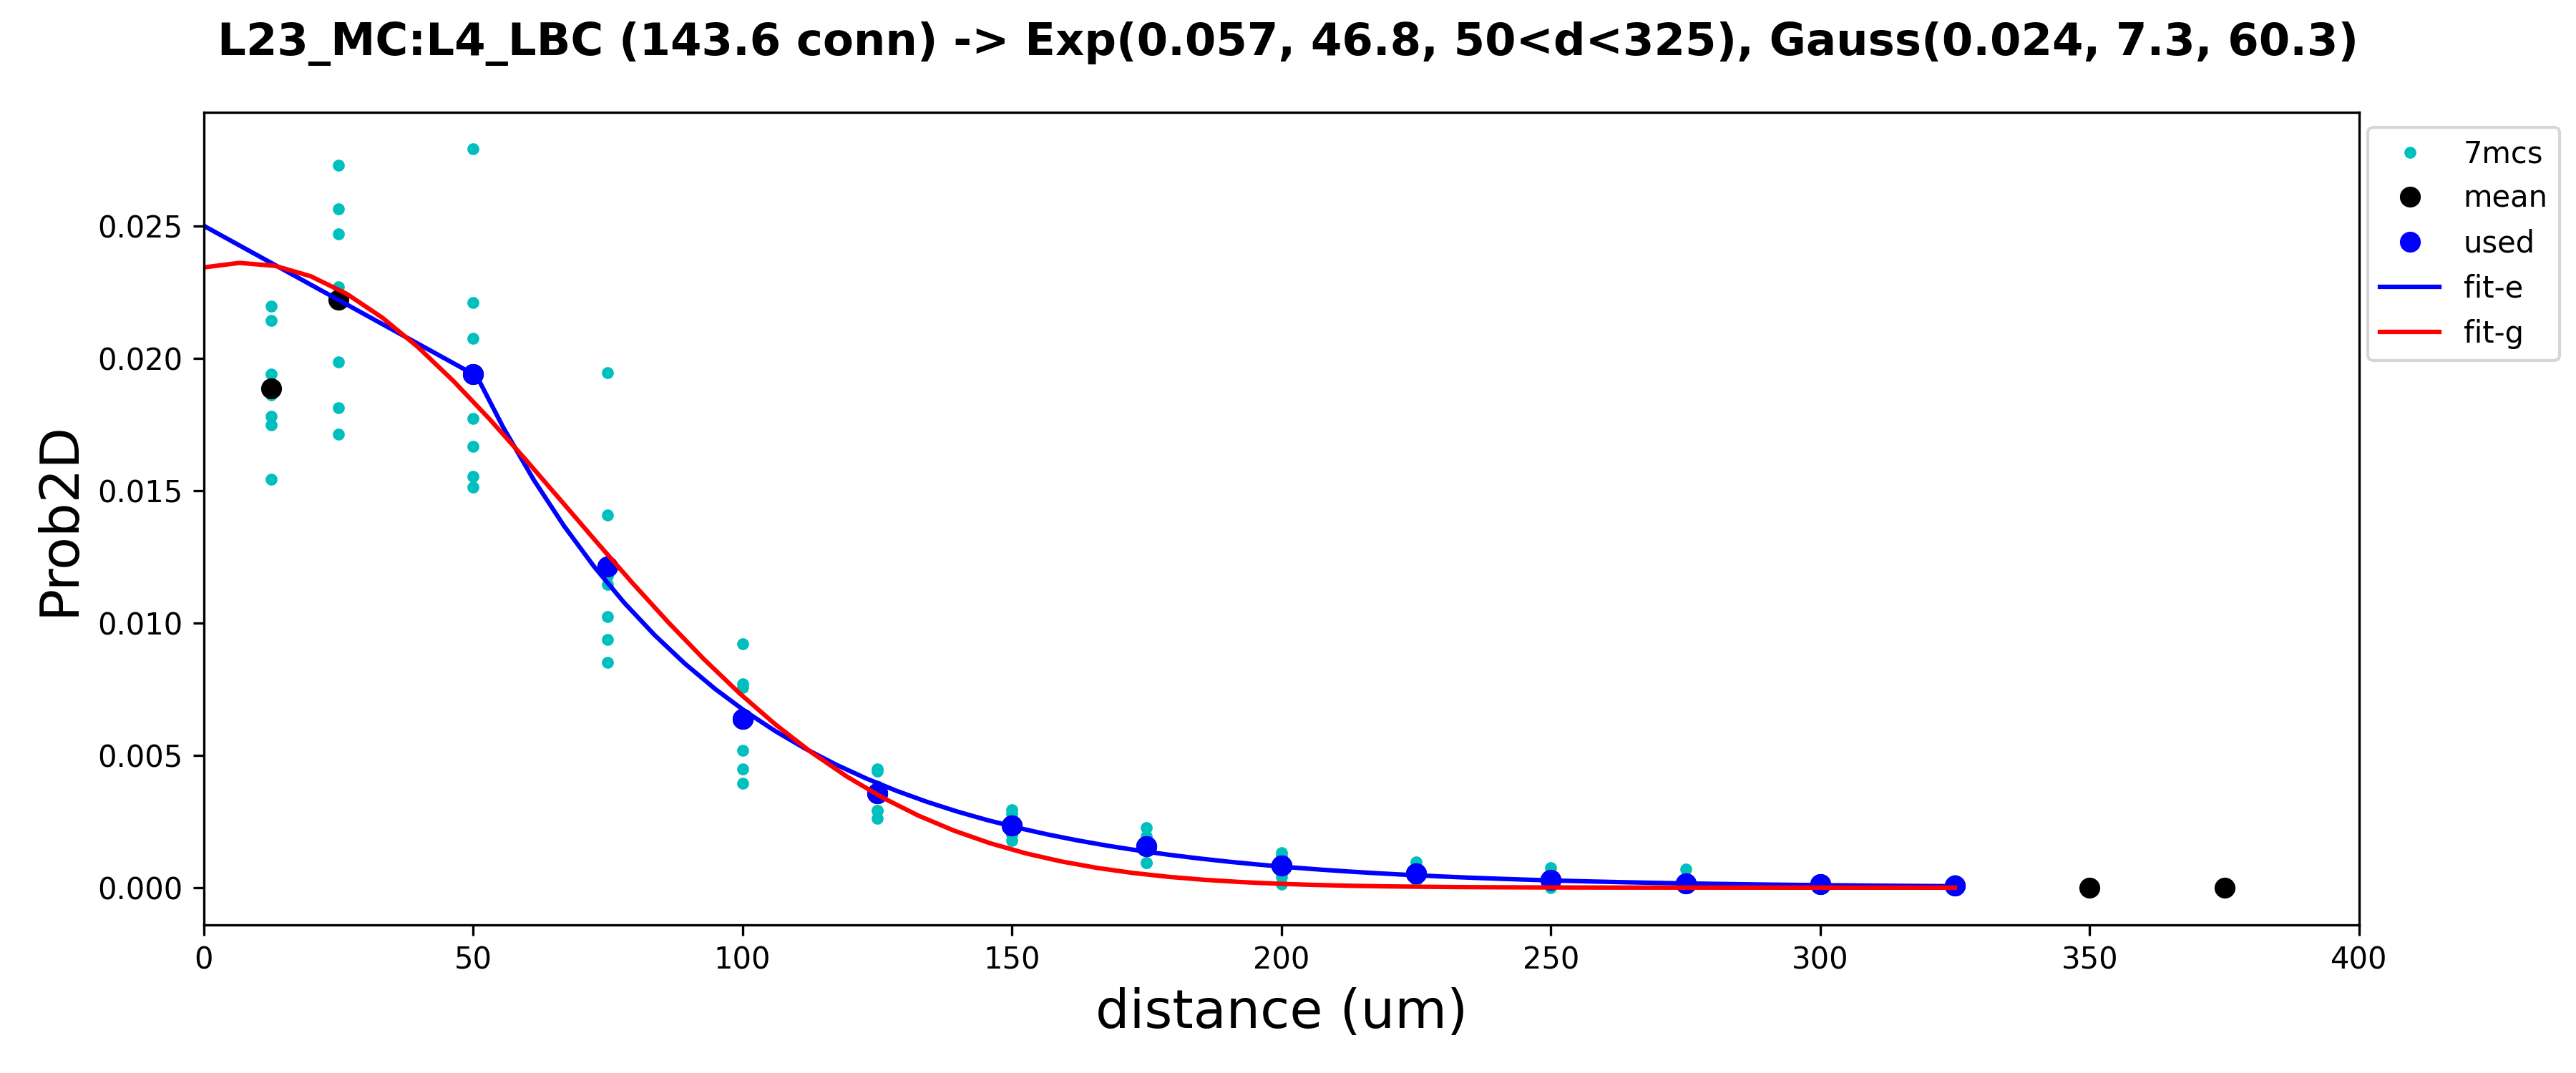 L23_MC:L4_LBC (143.6 conn) -> Exp(0.057, 46.8, 50<d<325), Gauss(0.024, 7.3, 60.3)
7mcs
mean
used
fit-e
fit-g
Prob2D
0.025
0.020
0.015
0.010
0.005
0.000
0 50 100 150 200 250 300 350 400
distance (um)